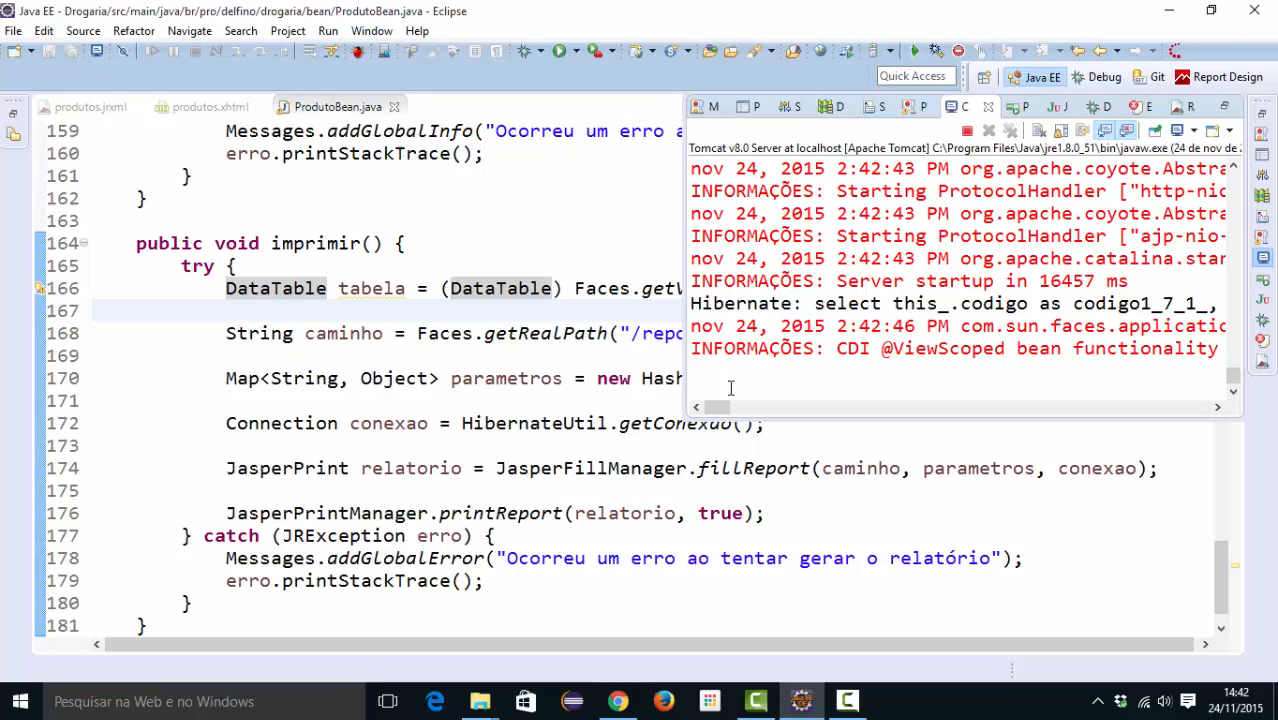 Java EE - Drogaria/src/main/java/br/pro/delfino/drogaria/bean/ProdutoBean.java - Eclipse
File Edit Source Refactor Navigate Search Project Run Window Help
Quick Access Java EE Debug Git Report Design
produtos.jrxml produtos.xhtml ProdutoBean.java
M P S D S P C P J D E R
Tomcat v8.0 Server at localhost [Apache Tomcat] C:\Program Files\Java\jre1.8.0_51\bin\javaw.exe (24 de nov de 2
nov 24, 2015 2:42:43 PM org.apache.coyote.Abstra
INFORMAÇÕES: Starting ProtocolHandler ["http-nio
nov 24, 2015 2:42:43 PM org.apache.coyote.Abstra
INFORMAÇÕES: Starting ProtocolHandler ["ajp-nio-
nov 24, 2015 2:42:43 PM org.apache.catalina.star
INFORMAÇÕES: Server startup in 16457 ms
Hibernate: select this_.codigo as codigo1_7_1_,
nov 24, 2015 2:42:46 PM com.sun.faces.applicatio
INFORMAÇÕES: CDI @ViewScoped bean functionality
159 Messages.addGlobalInfo("Ocorreu um erro a
160 erro.printStackTrace();
161 }
162 }
163
164 public void imprimir() {
165 try {
166 DataTable tabela = (DataTable) Faces.getV
167
168 String caminho = Faces.getRealPath("/repo
169
170 Map<String, Object> parametros = new Hash
171
172 Connection conexao = HibernateUtil.getConexao();
173
174 JasperPrint relatorio = JasperFillManager.fillReport(caminho, parametros, conexao);
175
176 JasperPrintManager.printReport(relatorio, true);
177 } catch (JRException erro) {
178 Messages.addGlobalError("Ocorreu um erro ao tentar gerar o relatório");
179 erro.printStackTrace();
180 }
181 }
Pesquisar na Web e no Windows
14:42
24/11/2015